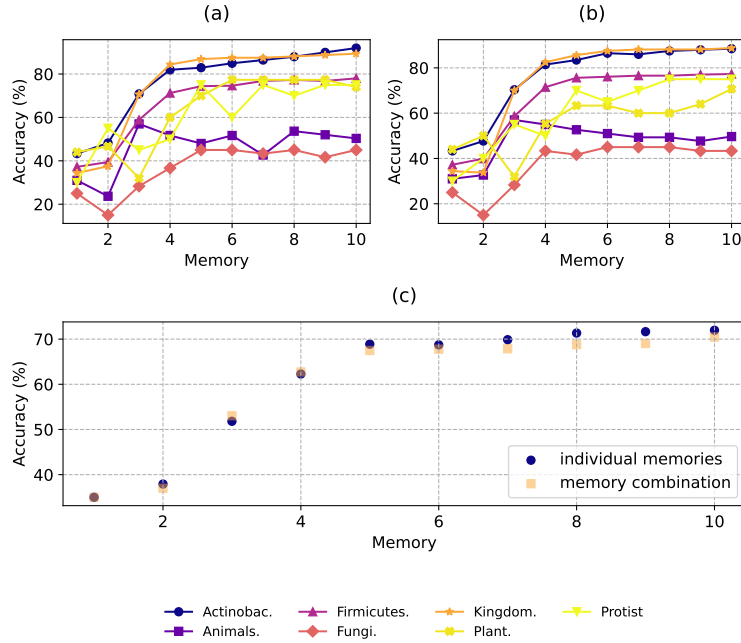 (a)
(b)
Accuracy (%)
80
60
40
20
2
4
6
8
10
Memory
Accuracy (%)
80
60
40
20
2
4
6
8
10
Memory
(c)
Accuracy (%)
70
60
50
40
2
4
6
8
10
Memory
individual memories
memory combination
Actinobac.
Firmicutes.
Kingdom.
Protist
Animals.
Fungi.
Plant.